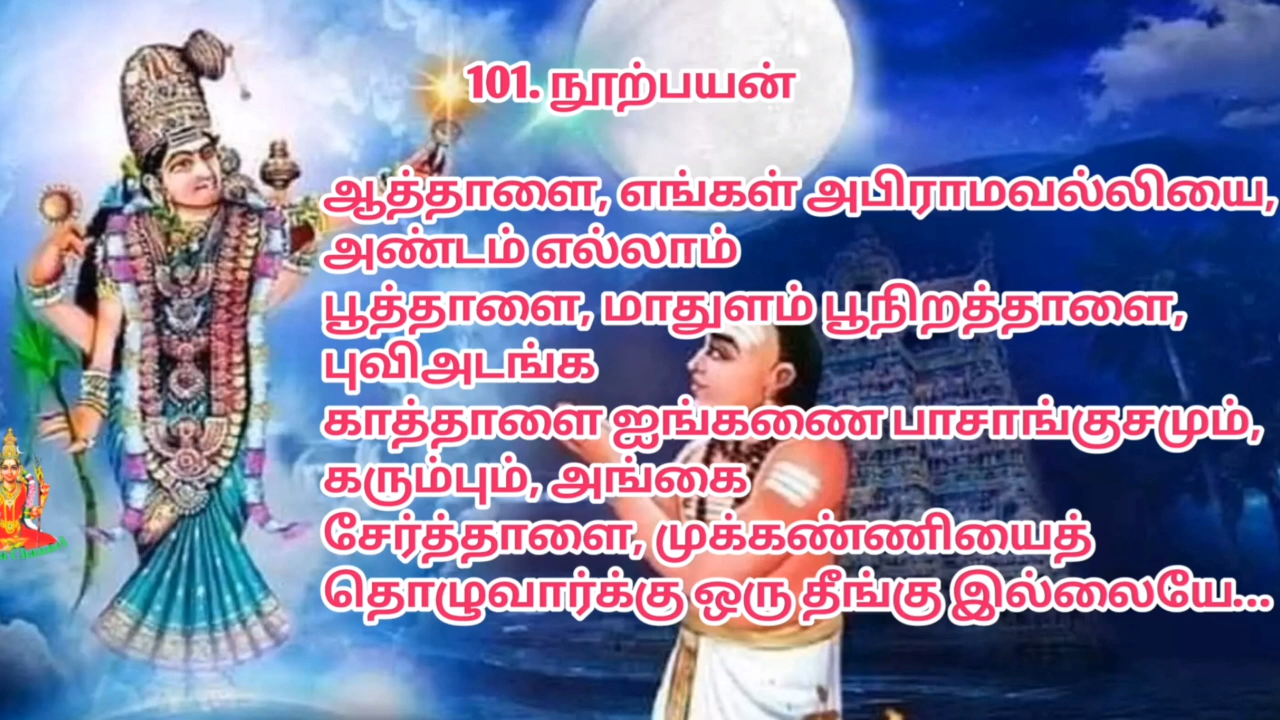 101. நூற்பயன்
ஆத்தாளை, எங்கள் அபிராமவல்லியை,
அண்டம் எல்லாம்
பூத்தாளை, மாதுளம் பூநிறத்தாளை,
புவிஅடங்க
காத்தாளை ஐங்கணை பாசாங்குசமும்,
கரும்பும், அங்கை
சேர்த்தாளை, முக்கண்ணியைத்
தொழுவார்க்கு ஒரு தீங்கு இல்லையே...